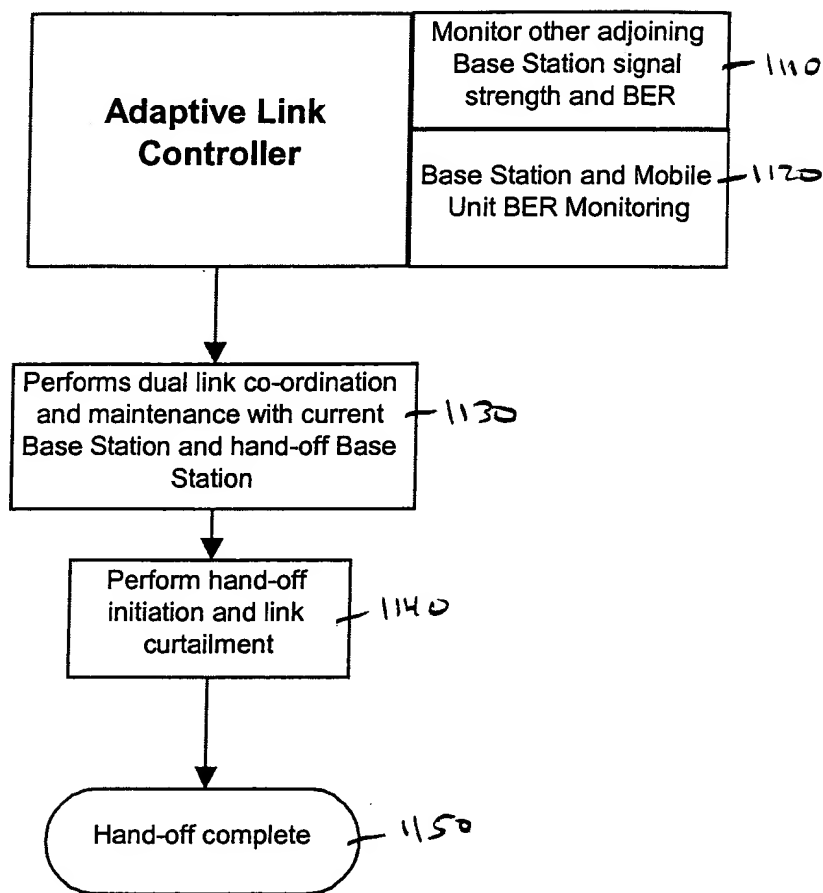 Adaptive Link
Controller
Monitor other adjoining
Base Station signal
strength and BER
1110
Base Station and Mobile
Unit BER Monitoring
1120
Performs dual link co-ordination
and maintenance with current
Base Station and hand-off Base
Station
1130
Perform hand-off
initiation and link
curtailment
1140
Hand-off complete
1150